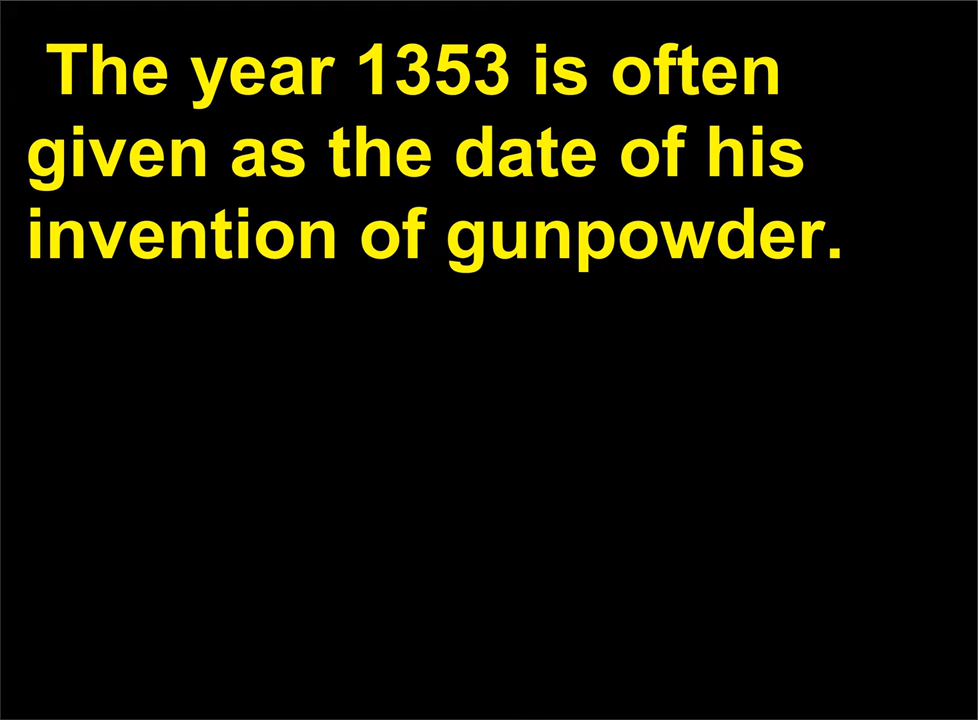 The year 1353 is often
given as the date of his
invention of gunpowder.